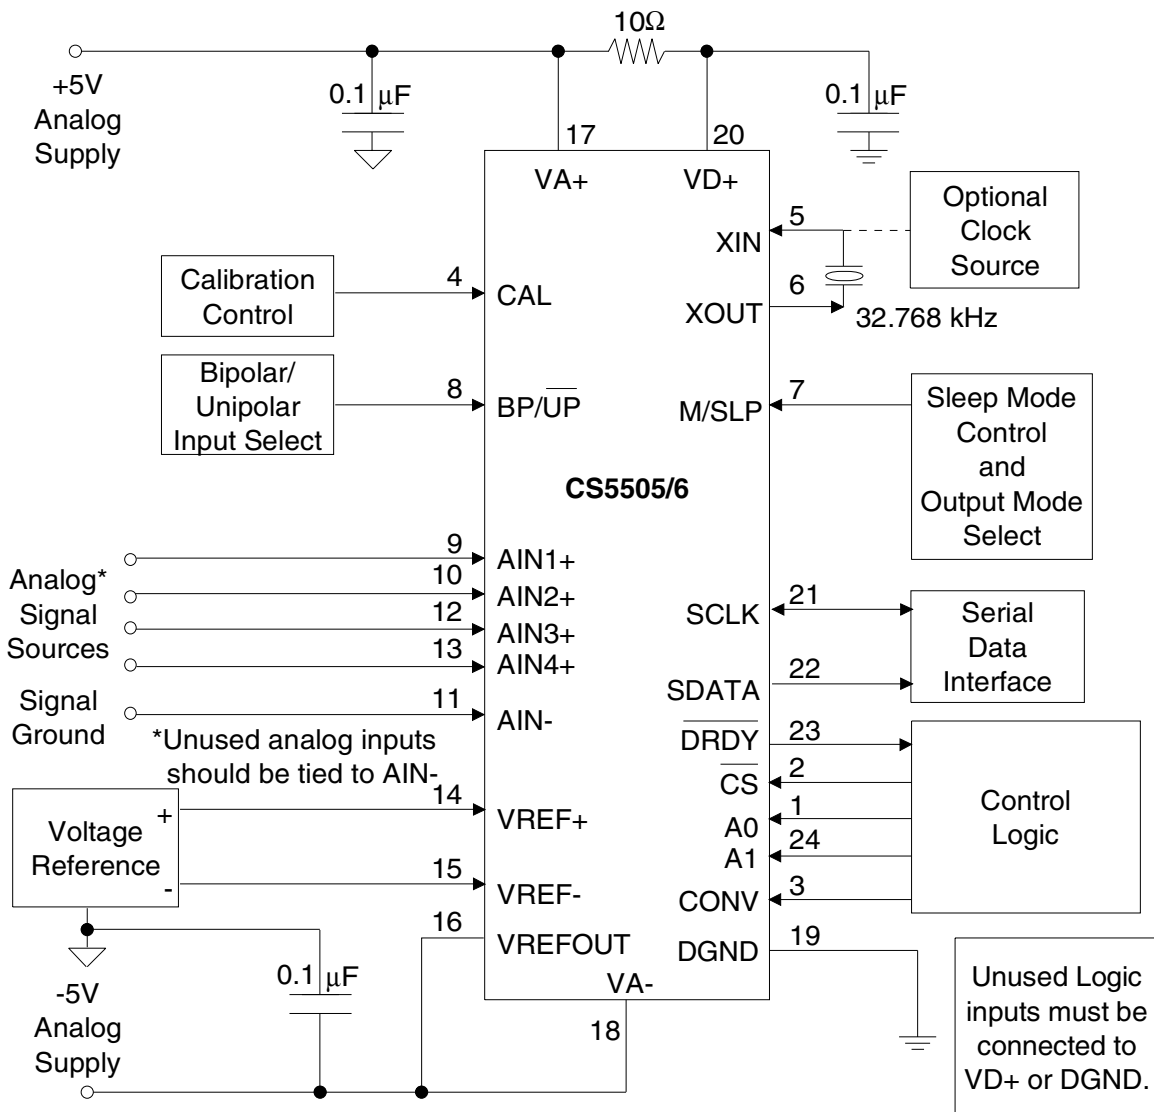 10Ω
+5V
Analog
Supply
0.1 µF
0.1 µF
17
20
VA+
VD+
5
XIN
Optional
Clock
Source
6
XOUT
32.768 kHz
Calibration
Control
4
CAL
Bipolar/
Unipolar
Input Select
8
BP/U̅P̅
7
M/SLP
Sleep Mode
Control
and
Output Mode
Select
CS5505/6
Analog*
Signal
Sources
9
AIN1+
10
AIN2+
12
AIN3+
13
AIN4+
Signal
Ground
11
AIN-
*Unused analog inputs
should be tied to AIN-
21
SCLK
22
SDATA
Serial
Data
Interface
23
D̅R̅D̅Y̅
2
C̅S̅
1
A0
24
A1
3
CONV
Control
Logic
Voltage
Reference
+
-
14
VREF+
15
VREF-
16
VREFOUT
19
DGND
VA-
18
0.1 µF
-5V
Analog
Supply
Unused Logic
inputs must be
connected to
VD+ or DGND.